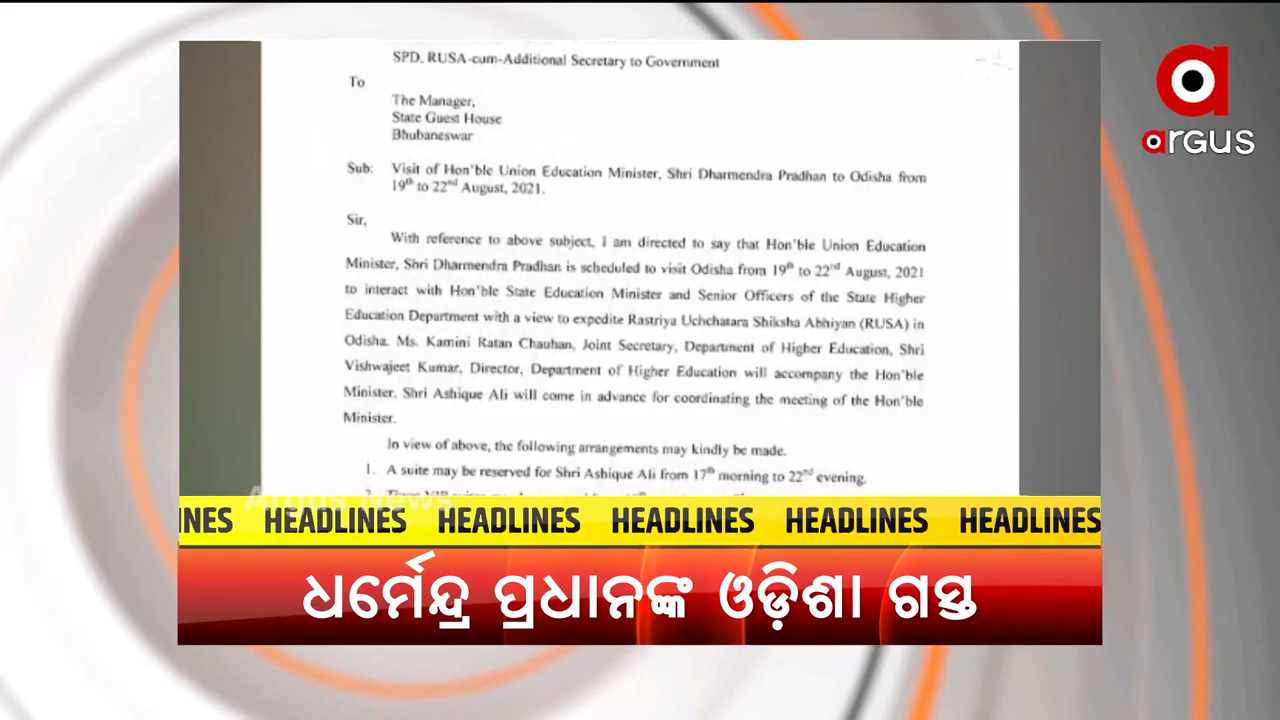 SPD, RUSA-cum-Additional Secretary to Government
To
The Manager,
State Guest House
Bhubaneswar
Sub: Visit of Hon'ble Union Education Minister, Shri Dharmendra Pradhan to Odisha from
19th to 22nd August, 2021.
Sir,
With reference to above subject, I am directed to say that Hon'ble Union Education
Minister, Shri Dharmendra Pradhan is scheduled to visit Odisha from 19th to 22nd August, 2021
to interact with Hon'ble State Education Minister and Senior Officers of the State Higher
Education Department with a view to expedite Rastriya Uchchatara Shiksha Abhiyan (RUSA) in
Odisha. Ms. Kamini Ratan Chauhan, Joint Secretary, Department of Higher Education, Shri
Vishwajeet Kumar, Director, Department of Higher Education will accompany the Hon'ble
Minister. Shri Ashique Ali will come in advance for coordinating the meeting of the Hon'ble
Minister.
In view of above, the following arrangements may kindly be made.
1. A suite may be reserved for Shri Ashique Ali from 17th morning to 22nd evening.
Argus News
INES HEADLINES HEADLINES HEADLINES HEADLINES HEADLINES
ଧର୍ମେନ୍ଦ୍ର ପ୍ରଧାନଙ୍କ ଓଡ଼ିଶା ଗସ୍ତ
a
argus